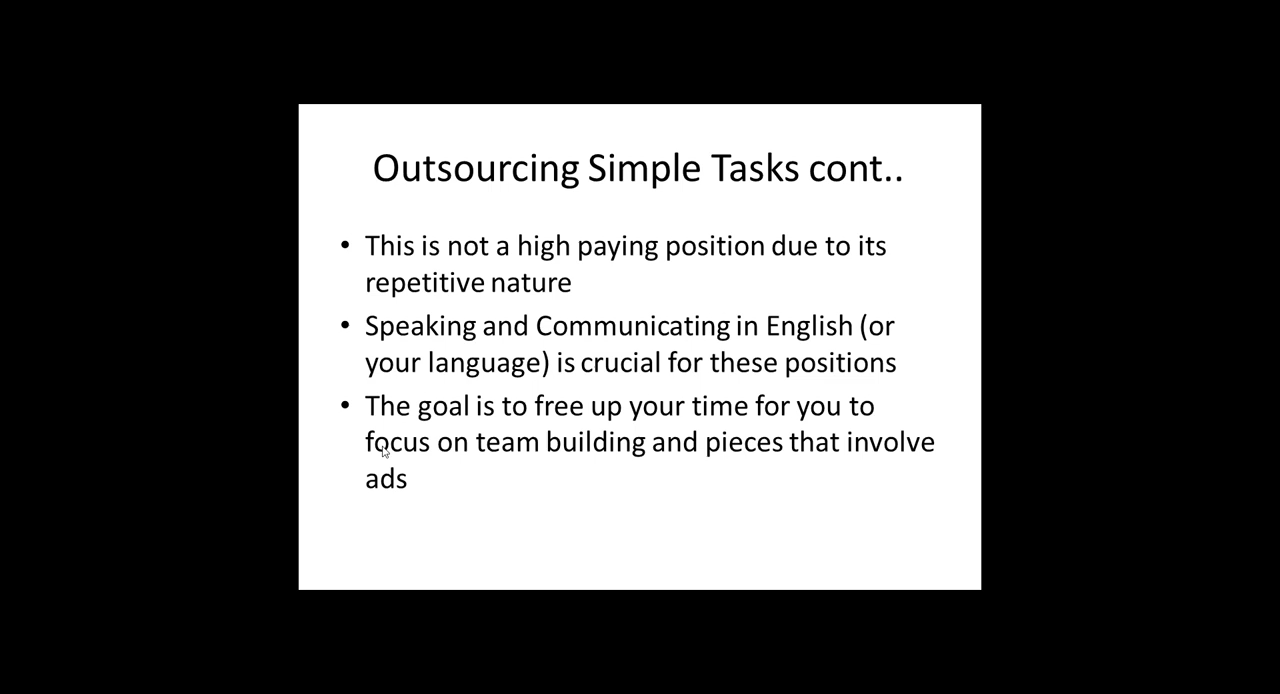 Outsourcing Simple Tasks cont..
• This is not a high paying position due to its
repetitive nature
• Speaking and Communicating in English (or
your language) is crucial for these positions
• The goal is to free up your time for you to
focus on team building and pieces that involve
ads